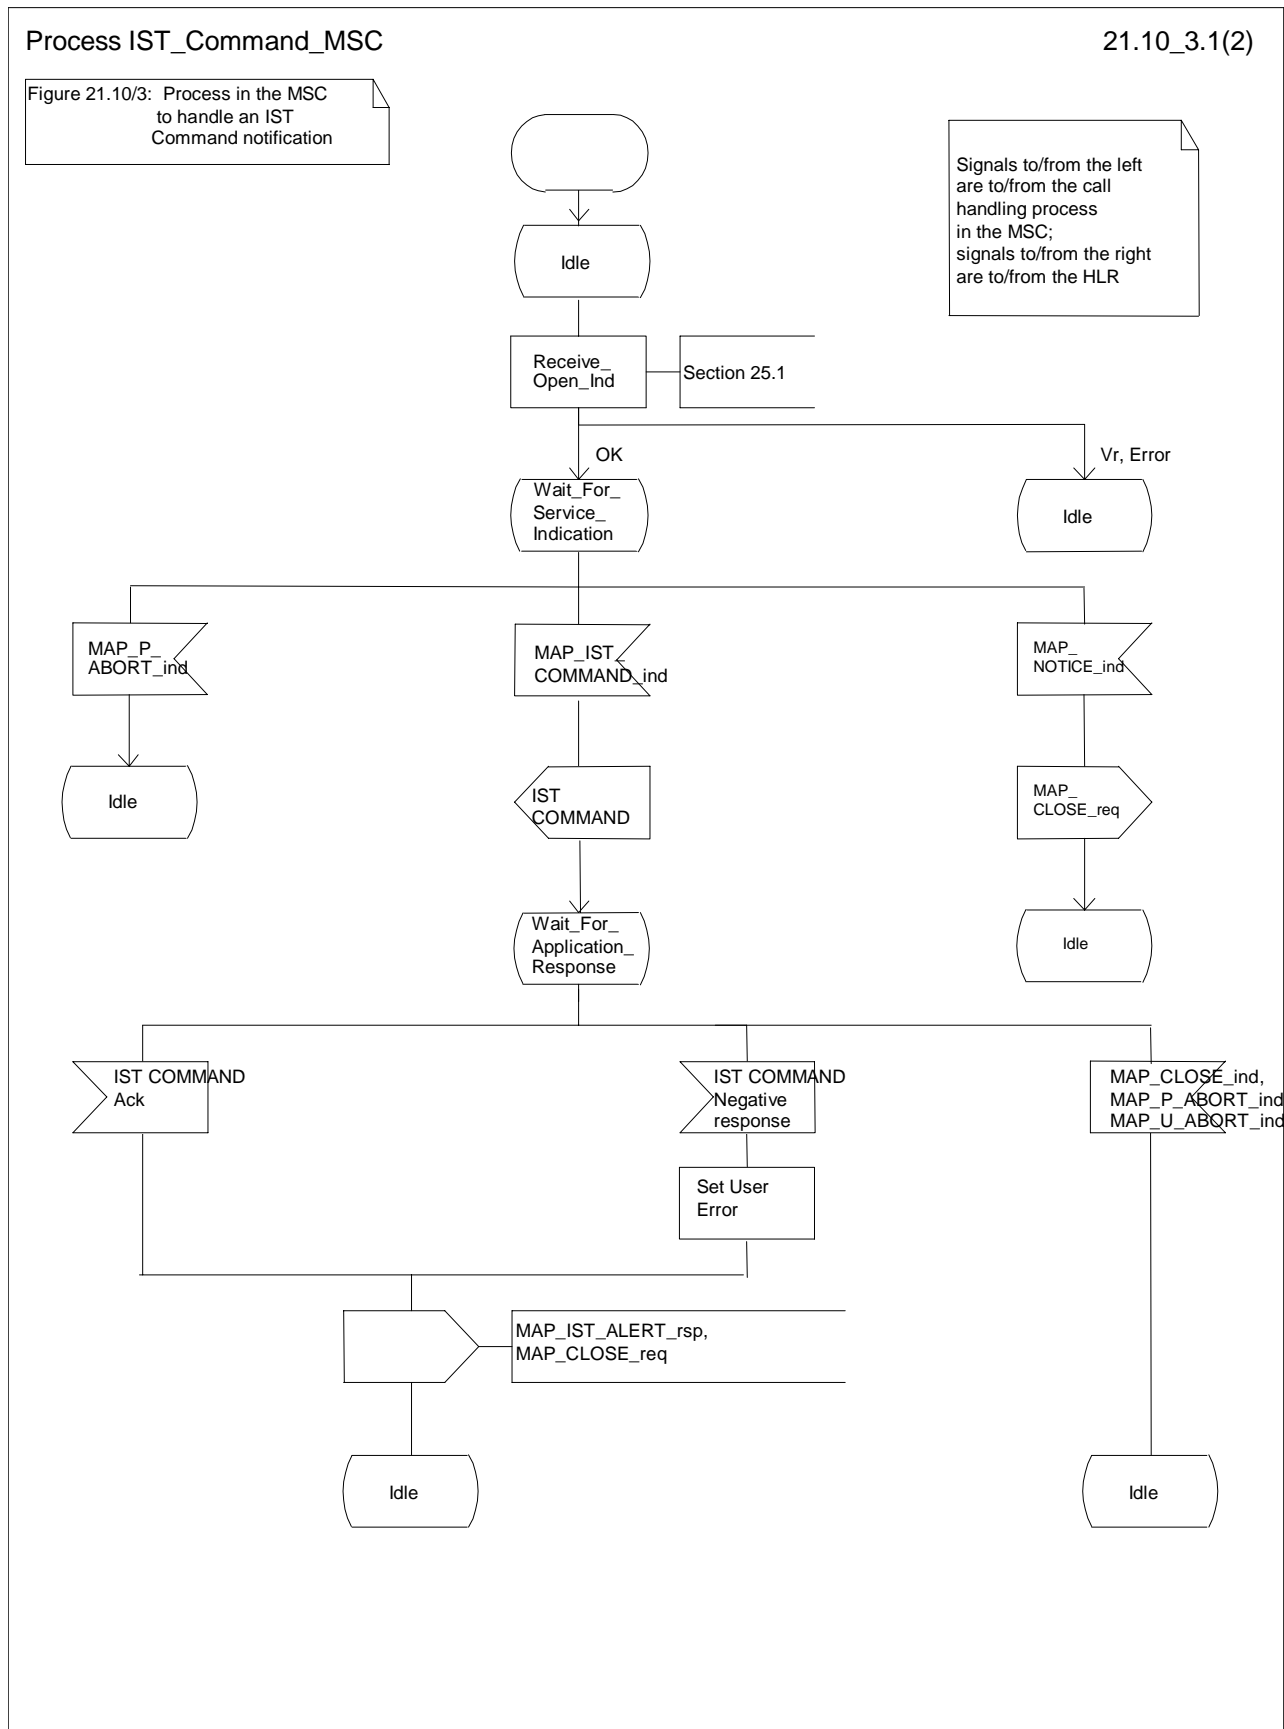 Process IST_Command_MSC
21.10_3.1(2)
Figure 21.10/3: Process in the MSC
to handle an IST
Command notification
Signals to/from the left
are to/from the call
handling process
in the MSC;
signals to/from the right
are to/from the HLR
Idle
Receive_
Open_Ind
Section 25.1
OK
Vr, Error
Wait_For_
Service_
Indication
Idle
MAP_P_
ABORT_ind
MAP_IST_
COMMAND_ind
MAP_
NOTICE_ind
Idle
IST
COMMAND
MAP_
CLOSE_req
Wait_For_
Application_
Response
Idle
IST COMMAND
Ack
IST COMMAND
Negative
response
MAP_CLOSE_ind,
MAP_P_ABORT_ind
MAP_U_ABORT_ind
Set User
Error
MAP_IST_ALERT_rsp,
MAP_CLOSE_req
Idle
Idle